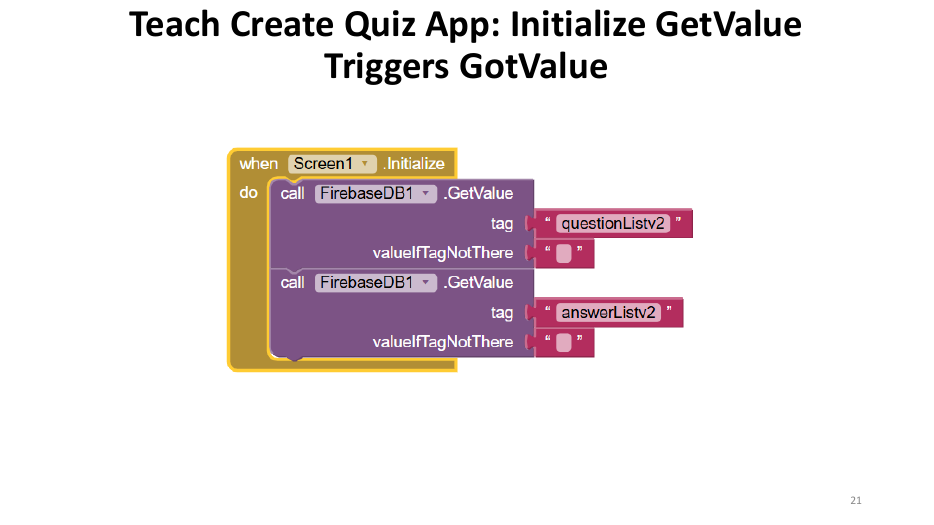 Teach Create Quiz App: Initialize GetValue
Triggers GotValue
when Screen1 .Initialize
do call FirebaseDB1 .GetValue
tag “ questionListv2 ”
valueIfTagNotThere “ ”
call FirebaseDB1 .GetValue
tag “ answerListv2 ”
valueIfTagNotThere “ ”
21